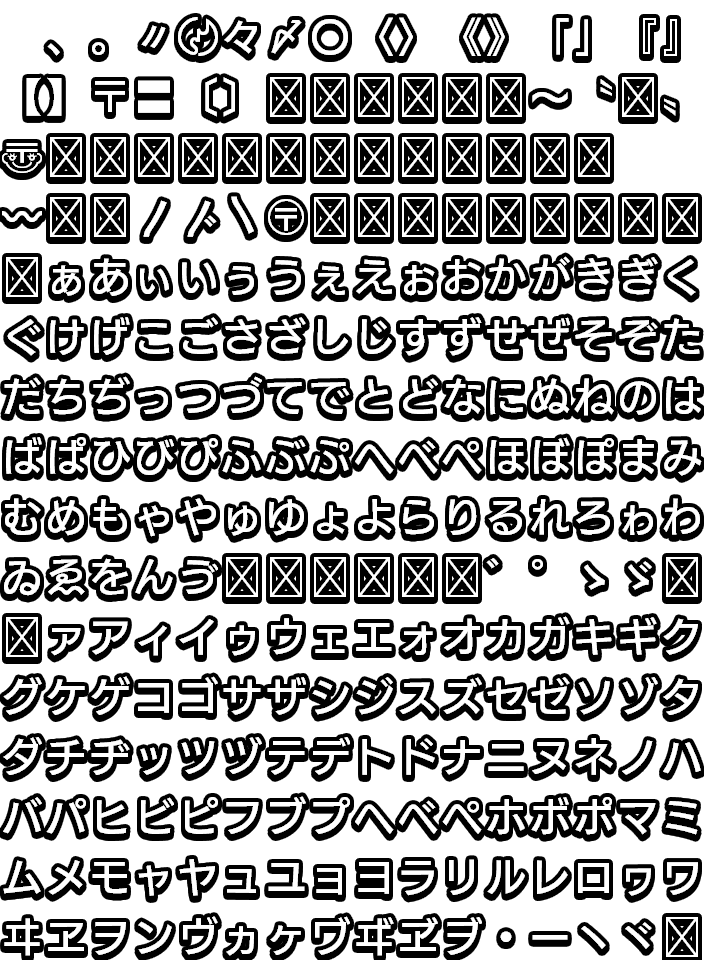 、。〃〄々〆〇〈〉《》「」『』
【】〒〓〔〕〜〝〟
〠
〰〳〴〵〶
ぁあぃいぅうぇえぉおかがきぎく
ぐけげこごさざしじすずせぜそぞた
だちぢっつづてでとどなにぬねのは
ばぱひびぴふぶぷへべぺほぼぽまみ
むめもゃやゅゆょよらりるれろゎわ
ゐゑをんゔ゛゜ゝゞ
ァアィイゥウェエォオカガキギク
グケゲコゴサザシジスズセゼソゾタ
ダチヂッツヅテデトドナニヌネノハ
バパヒビピフブプヘベペホボポマミ
ムメモャヤュユョヨラリルレロヮワ
ヰヱヲンヴヵヶヷヸヹヺ・ーヽヾ